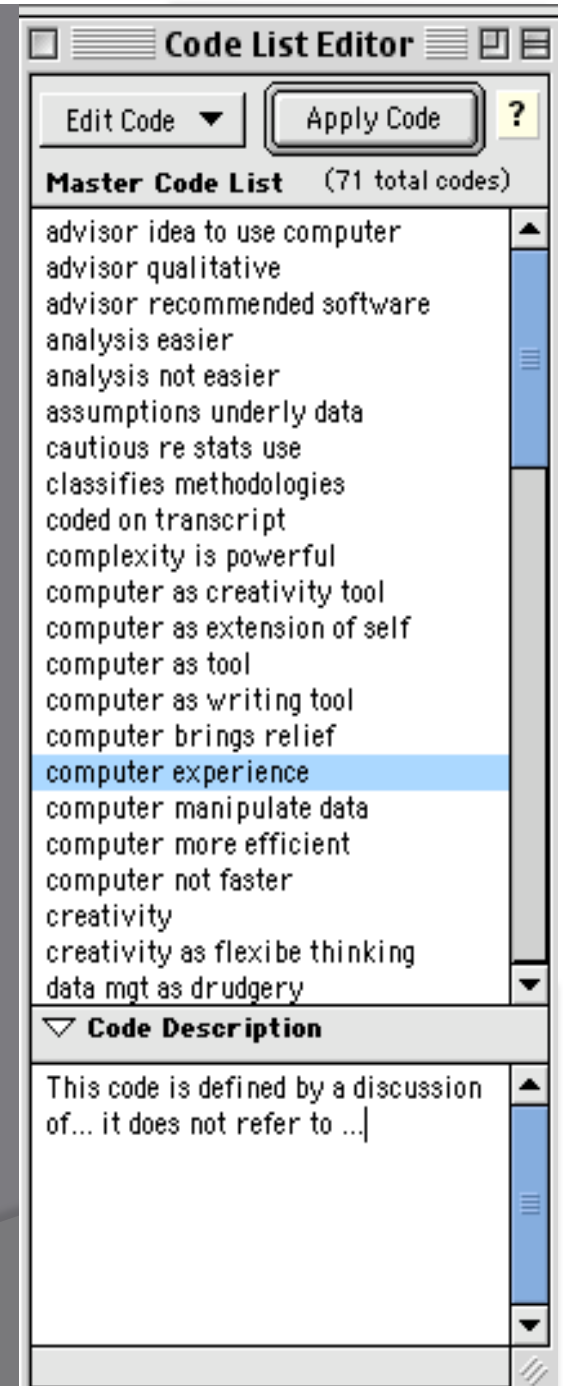 Code List Editor
Edit Code Apply Code ?
Master Code List (71 total codes)
advisor idea to use computer
advisor qualitative
advisor recommended software
analysis easier
analysis not easier
assumptions underly data
cautious re stats use
classifies methodologies
coded on transcript
complexity is powerful
computer as creativity tool
computer as extension of self
computer as tool
computer as writing tool
computer brings relief
computer experience
computer manipulate data
computer more efficient
computer not faster
creativity
creativity as flexibe thinking
data mgt as drudgery
Code Description
This code is defined by a discussion
of... it does not refer to ...